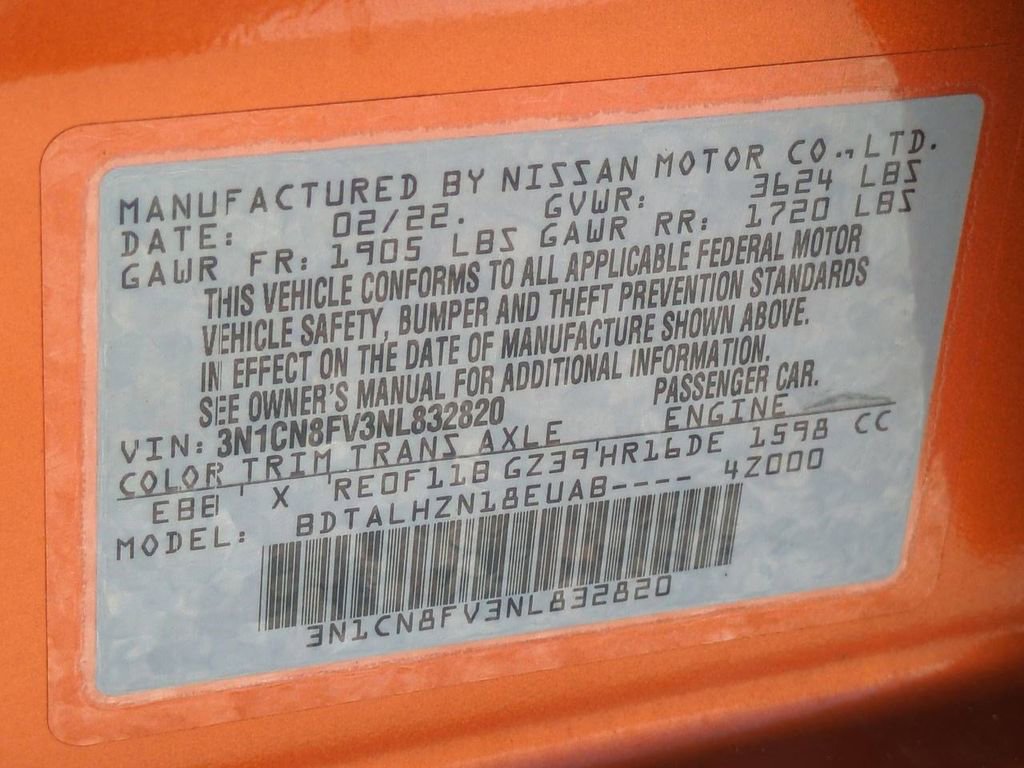 MANUFACTURED BY NISSAN MOTOR CO., LTD.
DATE: 02/22. GVWR: 3624 LBS
GAWR FR: 1905 LBS GAWR RR: 1720 LBS
THIS VEHICLE CONFORMS TO ALL APPLICABLE FEDERAL MOTOR
VEHICLE SAFETY, BUMPER AND THEFT PREVENTION STANDARDS
IN EFFECT ON THE DATE OF MANUFACTURE SHOWN ABOVE.
SEE OWNER'S MANUAL FOR ADDITIONAL INFORMATION.
VIN: 3N1CN8FV3NL832820 PASSENGER CAR.
COLOR TRIM TRANS AXLE ENGINE
EBB X RE0F11B GZ39 HR16DE 1598 CC
MODEL: BDTALHZN18EUAB---- 4Z000
3N1CN8FV3NL832820